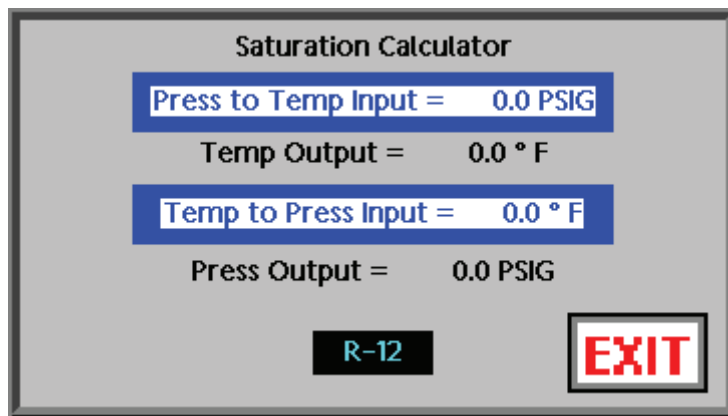 Saturation Calculator
Press to Temp Input = 0.0 PSIG
Temp Output = 0.0 ° F
Temp to Press Input = 0.0 ° F
Press Output = 0.0 PSIG
R-12
EXIT